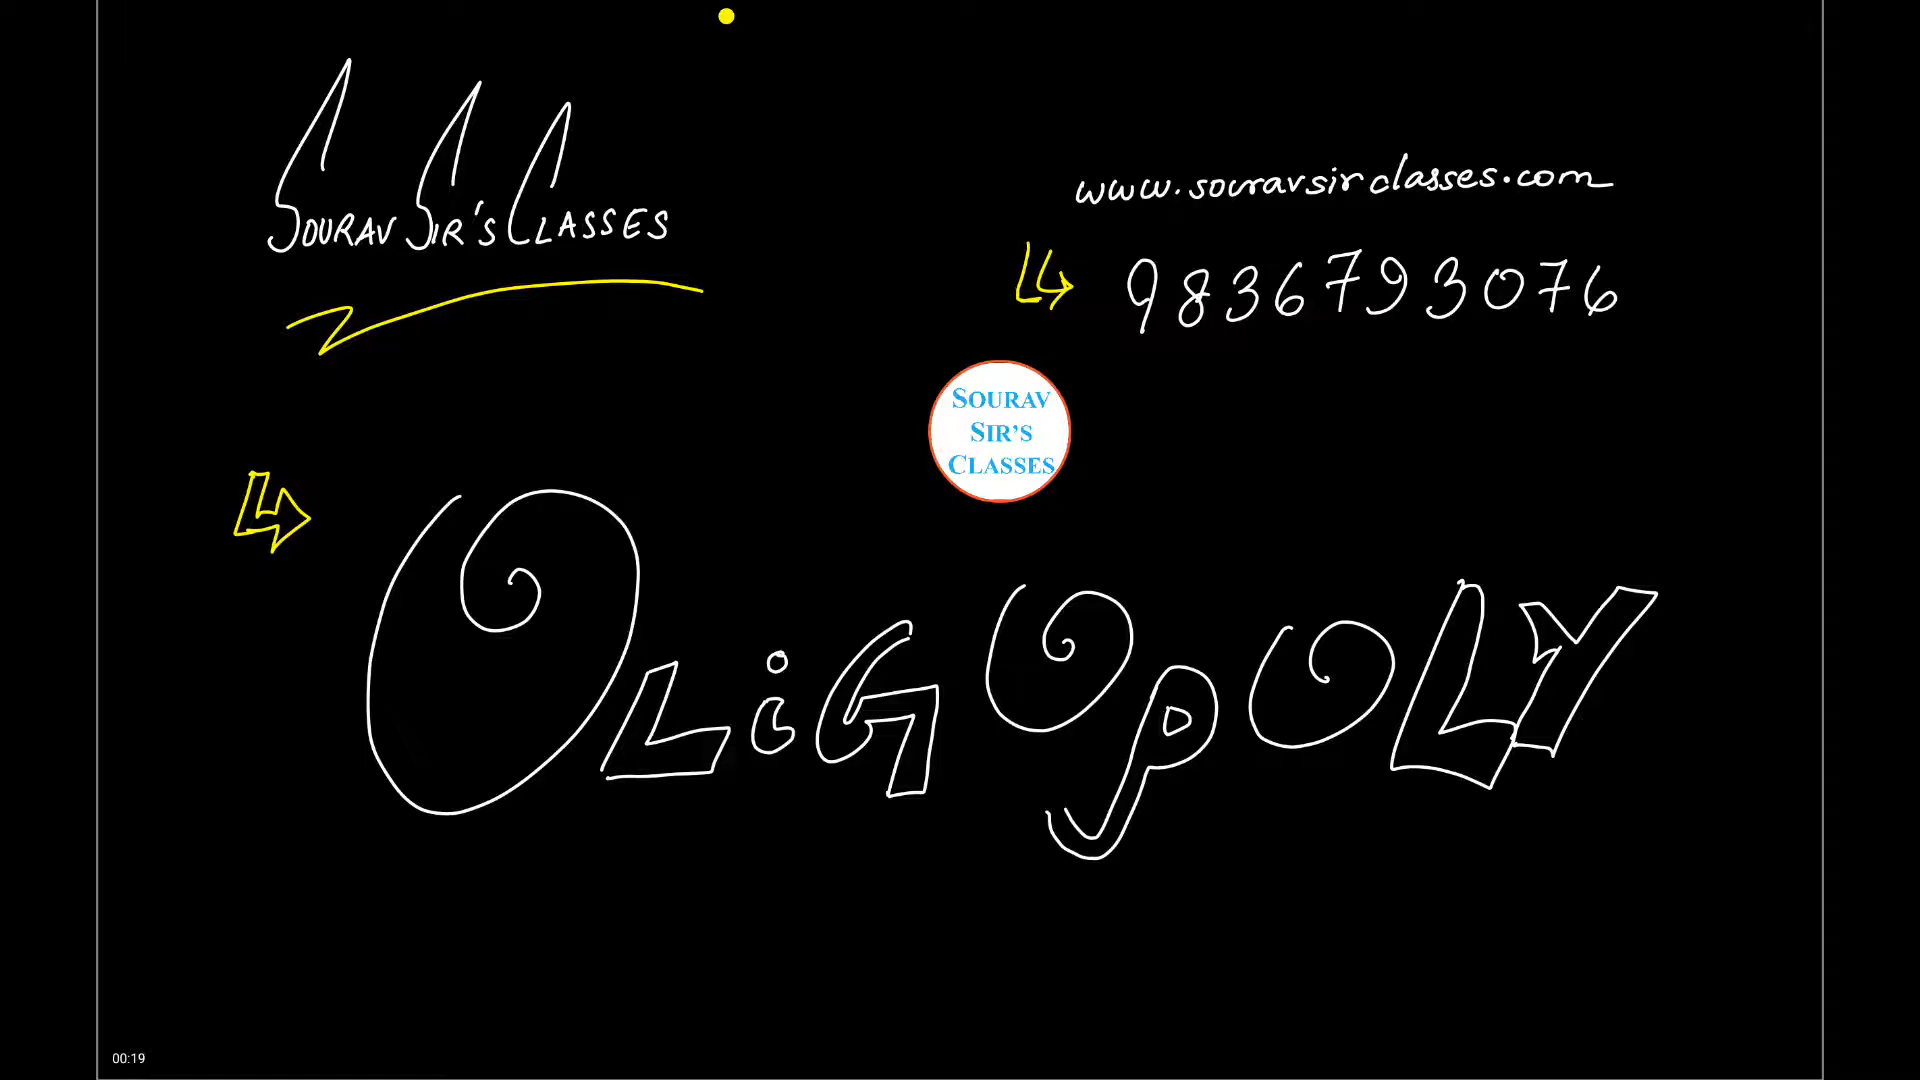 SOURAV SIR'S CLASSES
www.souravsirclasses.com
9836793076
SOURAV
SIR'S
CLASSES
OLiGOpOLY
00:19